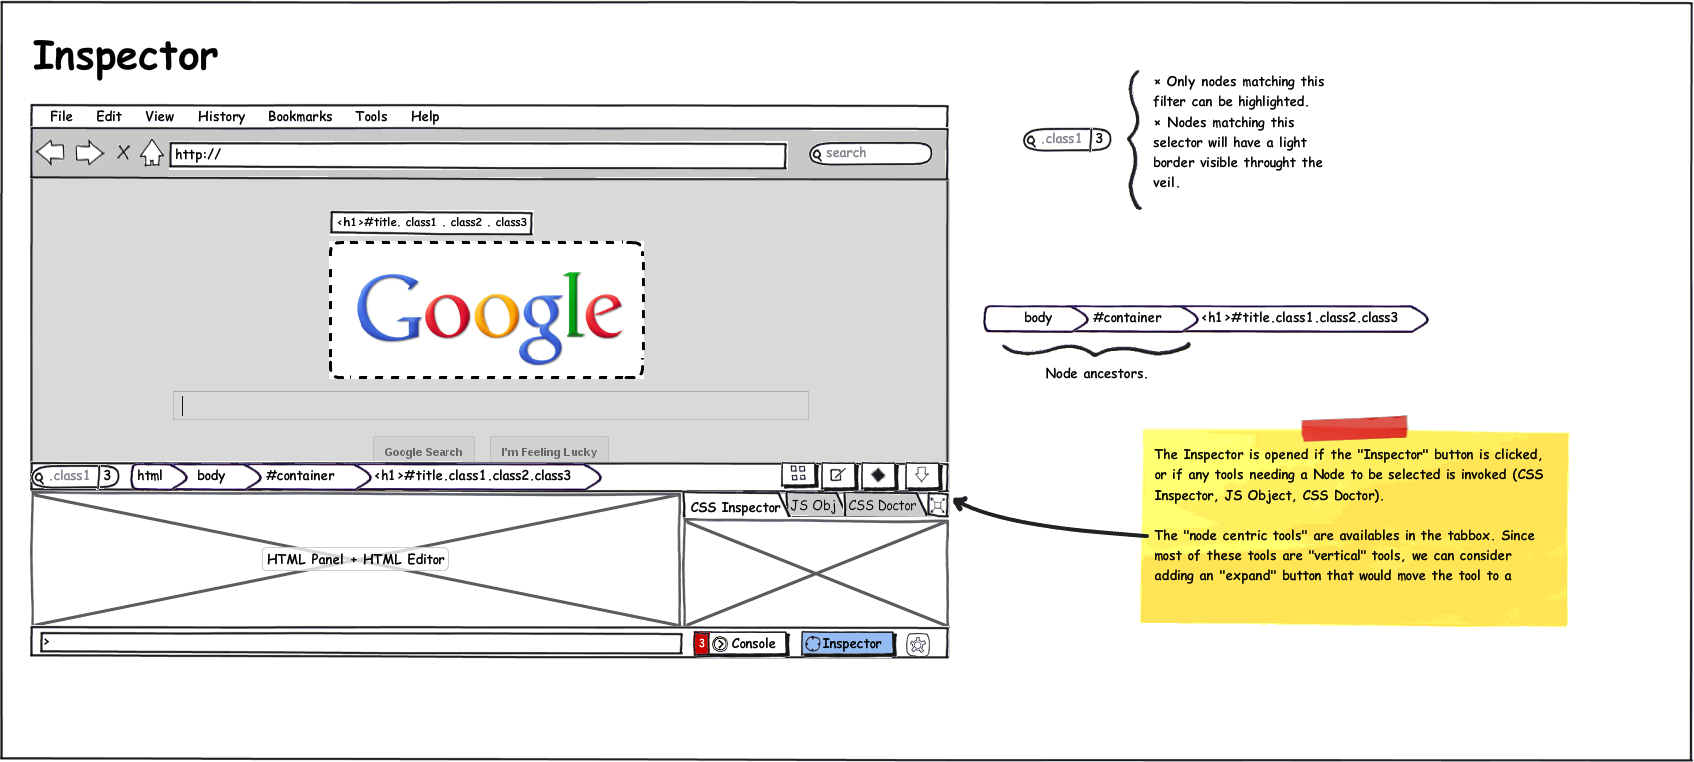 Inspector
File Edit View History Bookmarks Tools Help
X http:// search
<h1>#title. class1 . class2 . class3
Google
Google Search I'm Feeling Lucky
.class1 3 html body #container <h1>#title.class1.class2.class3
CSS Inspector JS Obj CSS Doctor
HTML Panel + HTML Editor
> 3 Console Inspector
.class1 3
× Only nodes matching this
filter can be highlighted.
× Nodes matching this
selector will have a light
border visible throught the
veil.
body #container <h1>#title.class1.class2.class3
Node ancestors.
The Inspector is opened if the "Inspector" button is clicked,
or if any tools needing a Node to be selected is invoked (CSS
Inspector, JS Object, CSS Doctor).
The "node centric tools" are availables in the tabbox. Since
most of these tools are "vertical" tools, we can consider
adding an "expand" button that would move the tool to a